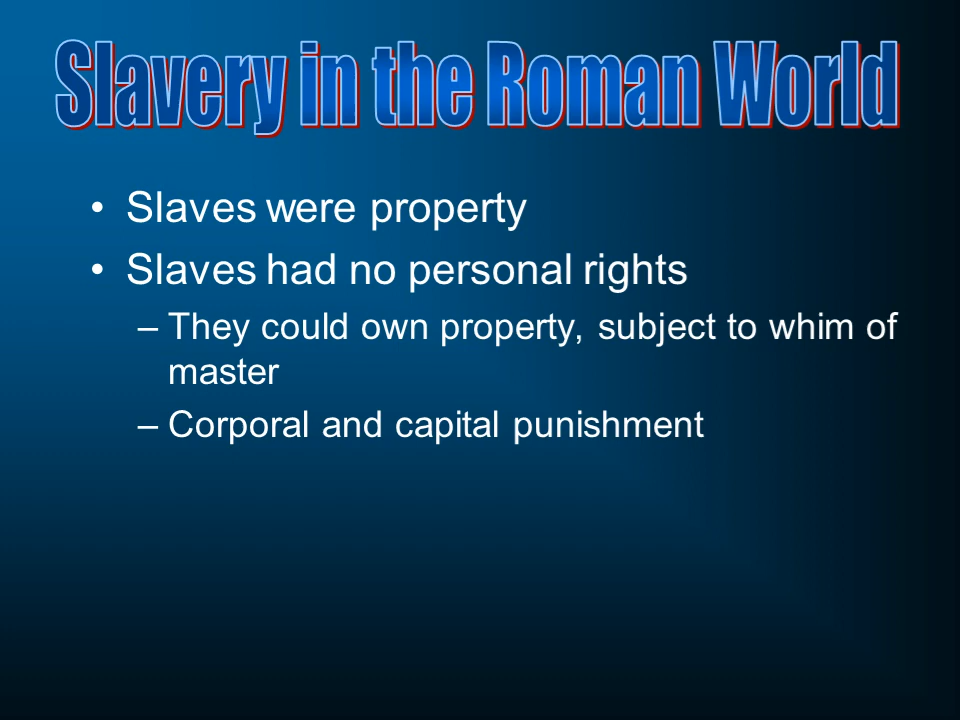 Slavery in the Roman World
• Slaves were property
• Slaves had no personal rights
– They could own property, subject to whim of
master
– Corporal and capital punishment